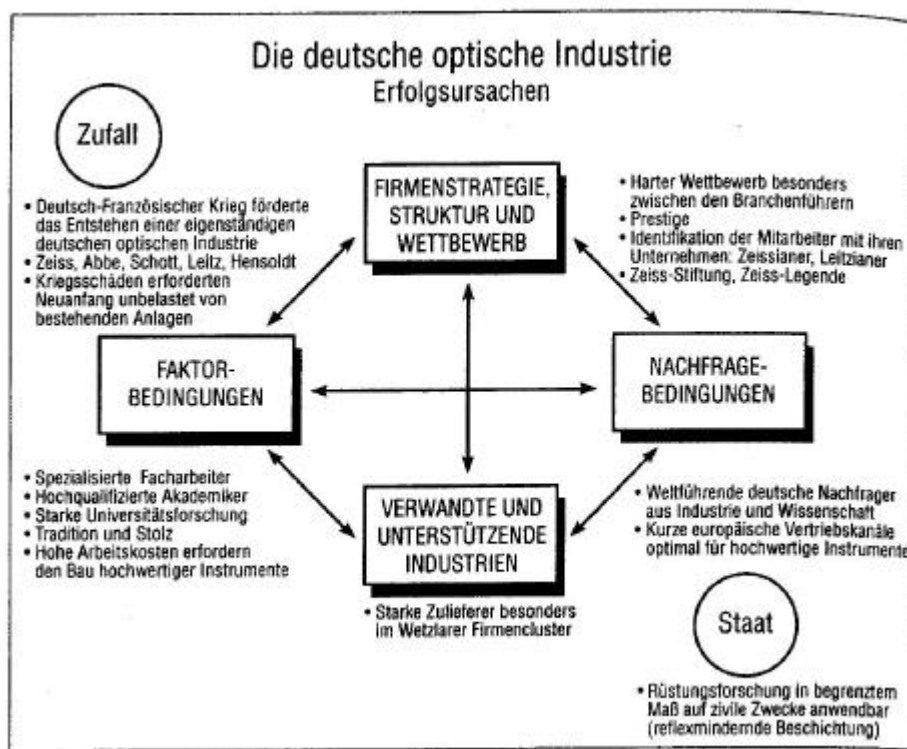 Die deutsche optische Industrie
Erfolgsursachen
Zufall
• Deutsch-Französischer Krieg förderte
das Entstehen einer eigenständigen
deutschen optischen Industrie
• Zeiss, Abbe, Schott, Leitz, Hensoldt
• Kriegsschäden erforderten
Neuanfang unbelastet von
bestehenden Anlagen
FIRMENSTRATEGIE,
STRUKTUR UND
WETTBEWERB
• Harter Wettbewerb besonders
zwischen den Branchenführern
• Prestige
• Identifikation der Mitarbeiter mit ihren
Unternehmen: Zeissianer, Leitzianer
• Zeiss-Stiftung, Zeiss-Legende
FAKTOR-
BEDINGUNGEN
NACHFRAGE-
BEDINGUNGEN
• Spezialisierte Facharbeiter
• Hochqualifizierte Akademiker
• Starke Universitätsforschung
• Tradition und Stolz
• Hohe Arbeitskosten erfordern
den Bau hochwertiger Instrumente
VERWANDTE UND
UNTERSTÜTZENDE
INDUSTRIEN
• Starke Zulieferer besonders
im Wetzlarer Firmencluster
• Weltführende deutsche Nachfrager
aus Industrie und Wissenschaft
• Kurze europäische Vertriebskanäle
optimal für hochwertige Instrumente
Staat
• Rüstungsforschung in begrenztem
Maß auf zivile Zwecke anwendbar
(reflexmindernde Beschichtung)